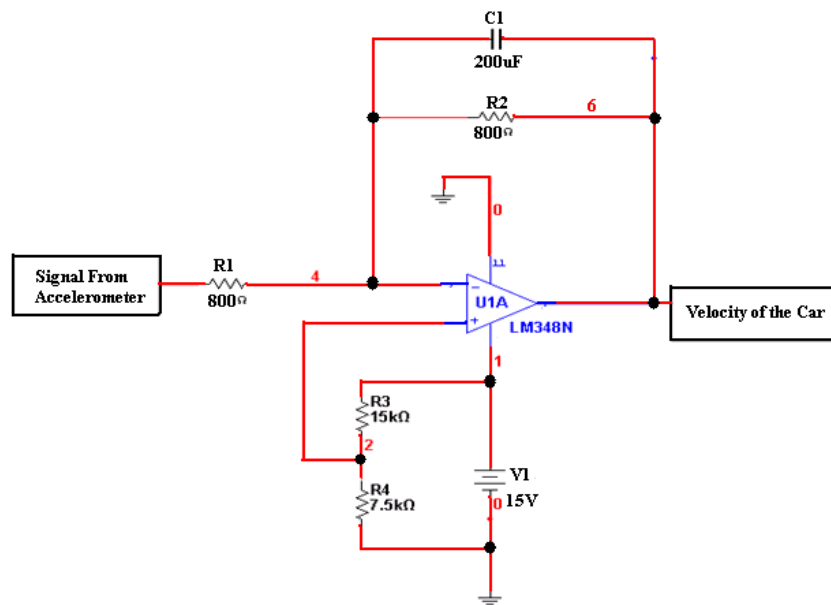 C1
200uF
R2
6
800Ω
0
11
R1
4
Signal From
Accelerometer
800Ω
−
U1A
+
LM348N
Velocity of the Car
1
R3
15kΩ
2
R4
7.5kΩ
V1
0
15V